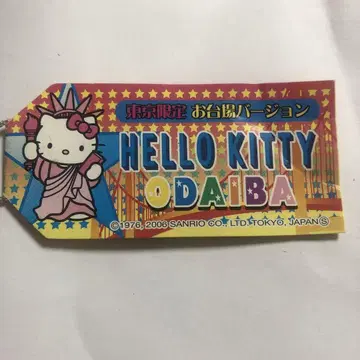 東京限定 お台場バージョン
HELLO KITTY
ODAIBA
©1976, 2006 SANRIO CO., LTD. TOKYO, JAPAN Ⓢ